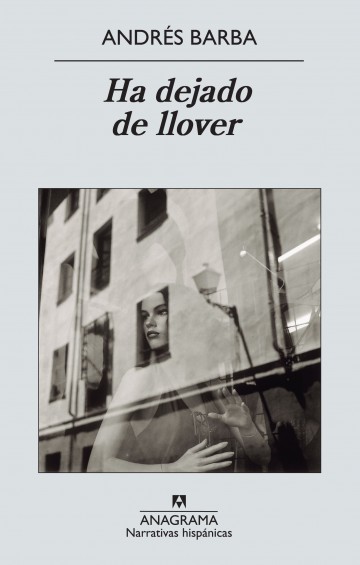 ANDRÉS BARBA
Ha dejado
de llover
ANAGRAMA
Narrativas hispánicas